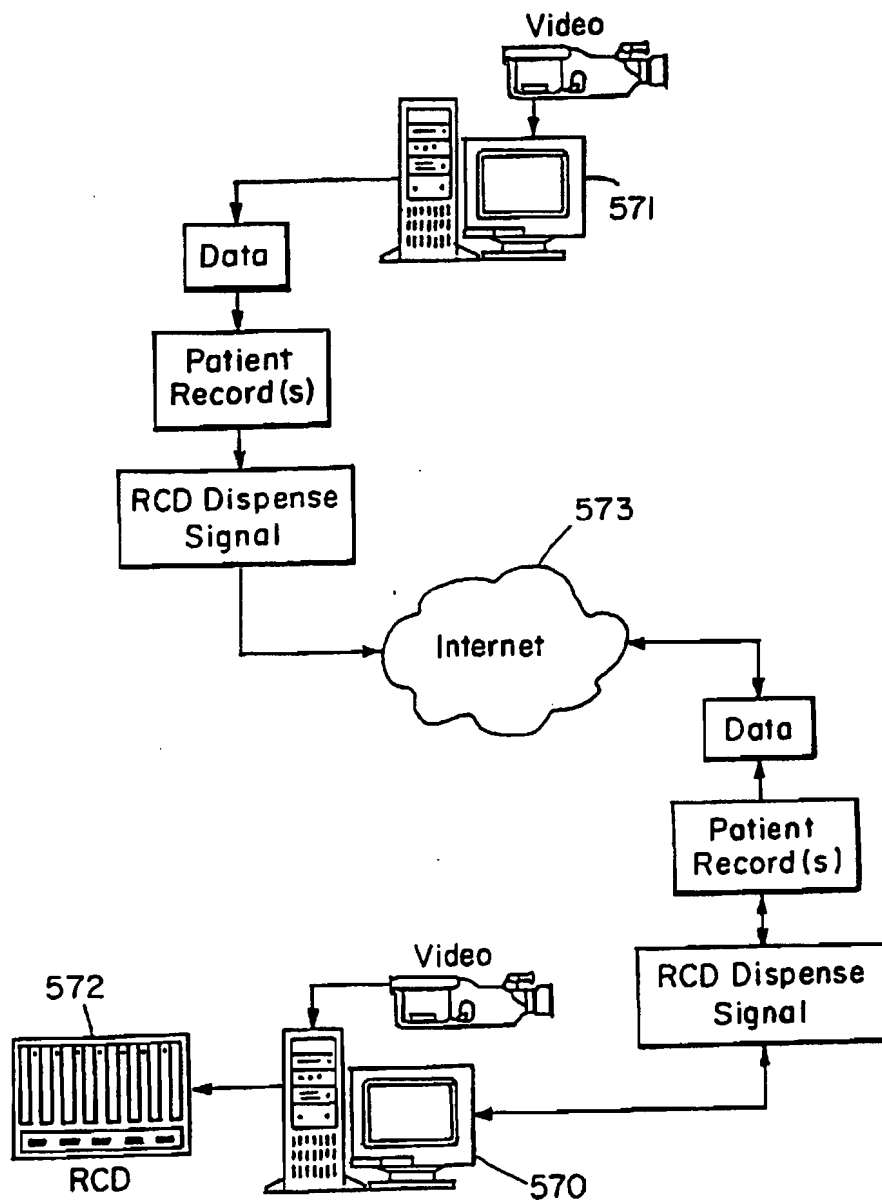 Video
571
Data
Patient
Record(s)
RCD Dispense
Signal
573
Internet
Data
Patient
Record(s)
Video
572
RCD Dispense
Signal
RCD
570